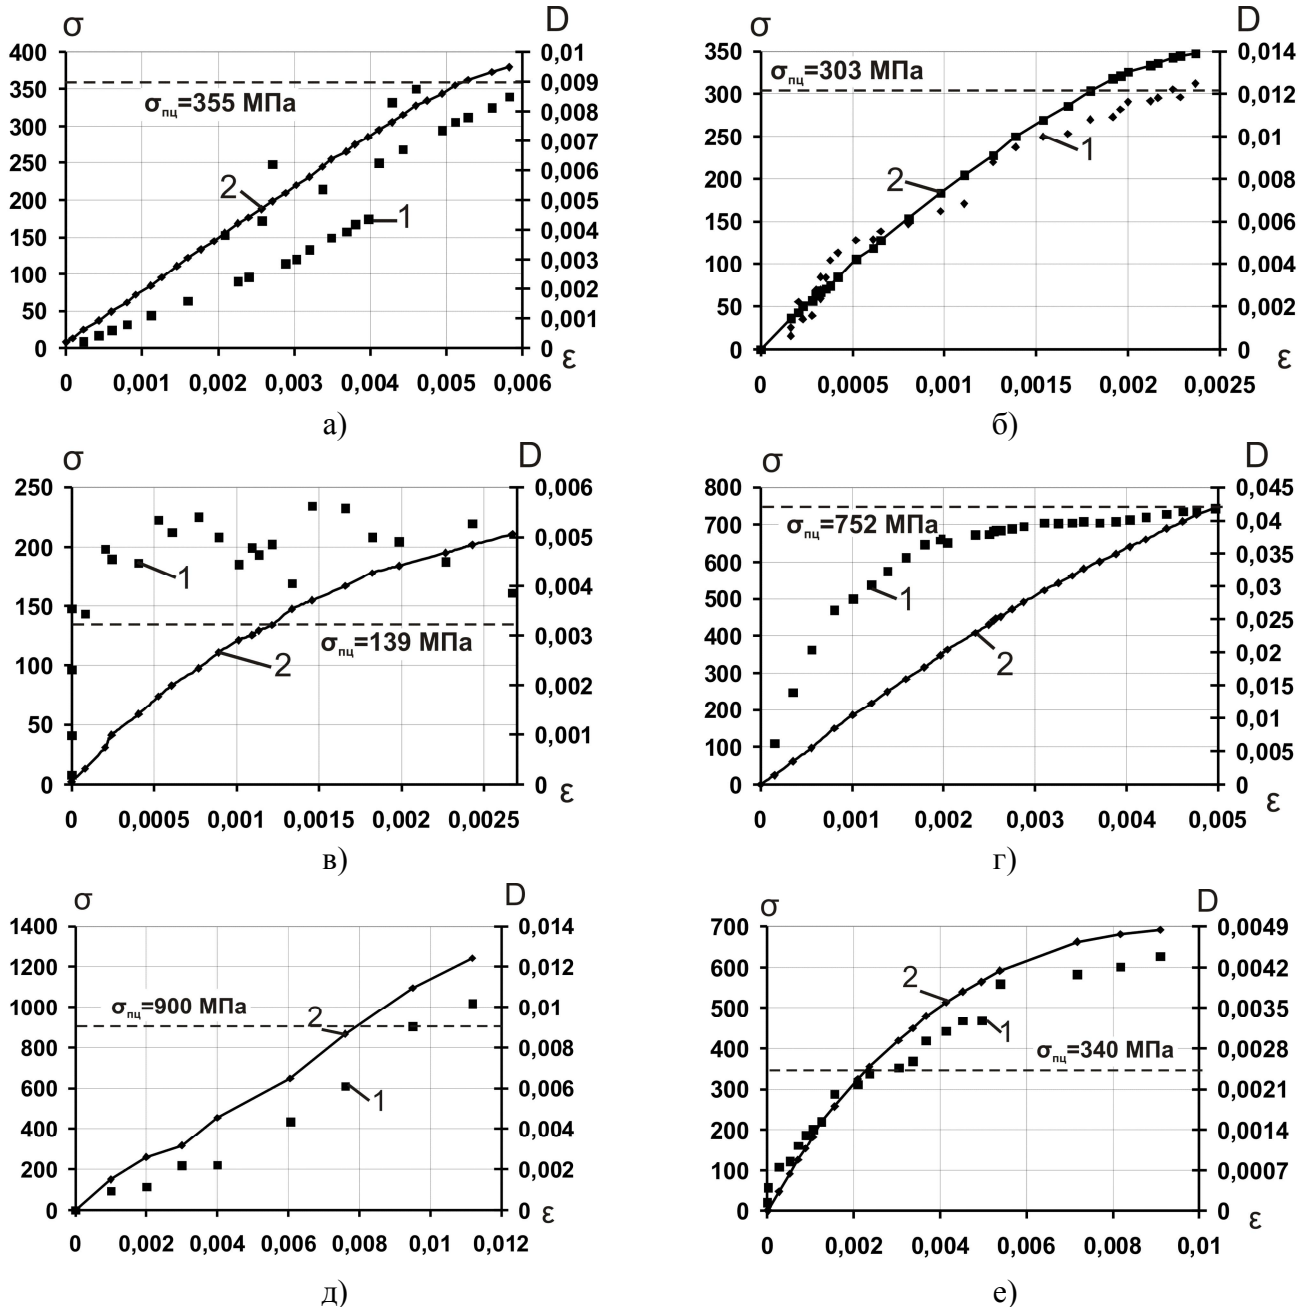 σ D
400 0,01
350 0,009
σпц=355 МПа
300 0,008
0,007
250 0,006
200 2 0,005
150 1 0,004
0,003
100 0,002
50 0,001
0 0 ε
0 0,001 0,002 0,003 0,004 0,005 0,006
а)
σ D
350 0,014
σпц=303 МПа
300 0,012
250 0,01
1
200 2 0,008
150 0,006
100 0,004
50 0,002
0 0 ε
0 0,0005 0,001 0,0015 0,002 0,0025
б)
σ D
250 0,006
200 0,005
1 0,004
150
σпц=139 МПа 0,003
100 2
0,002
50 0,001
0 0 ε
0 0,0005 0,001 0,0015 0,002 0,0025
в)
σ D
800 0,045
700 σпц=752 МПа 0,04
600 0,035
0,03
500 1 0,025
400
300 2 0,02
200 0,015
0,01
100 0,005
0 0 ε
0 0,001 0,002 0,003 0,004 0,005
г)
σ D
1400 0,014
1200 0,012
1000 σпц=900 МПа 0,01
2
800 0,008
600 1 0,006
400 0,004
200 0,002
0 0 ε
0 0,002 0,004 0,006 0,008 0,01 0,012
д)
σ D
700 0,0049
600 2 0,0042
500 0,0035
1
400 σпц=340 МПа 0,0028
300 0,0021
200 0,0014
100 0,0007
0 0 ε
0 0,002 0,004 0,006 0,008 0,01
е)